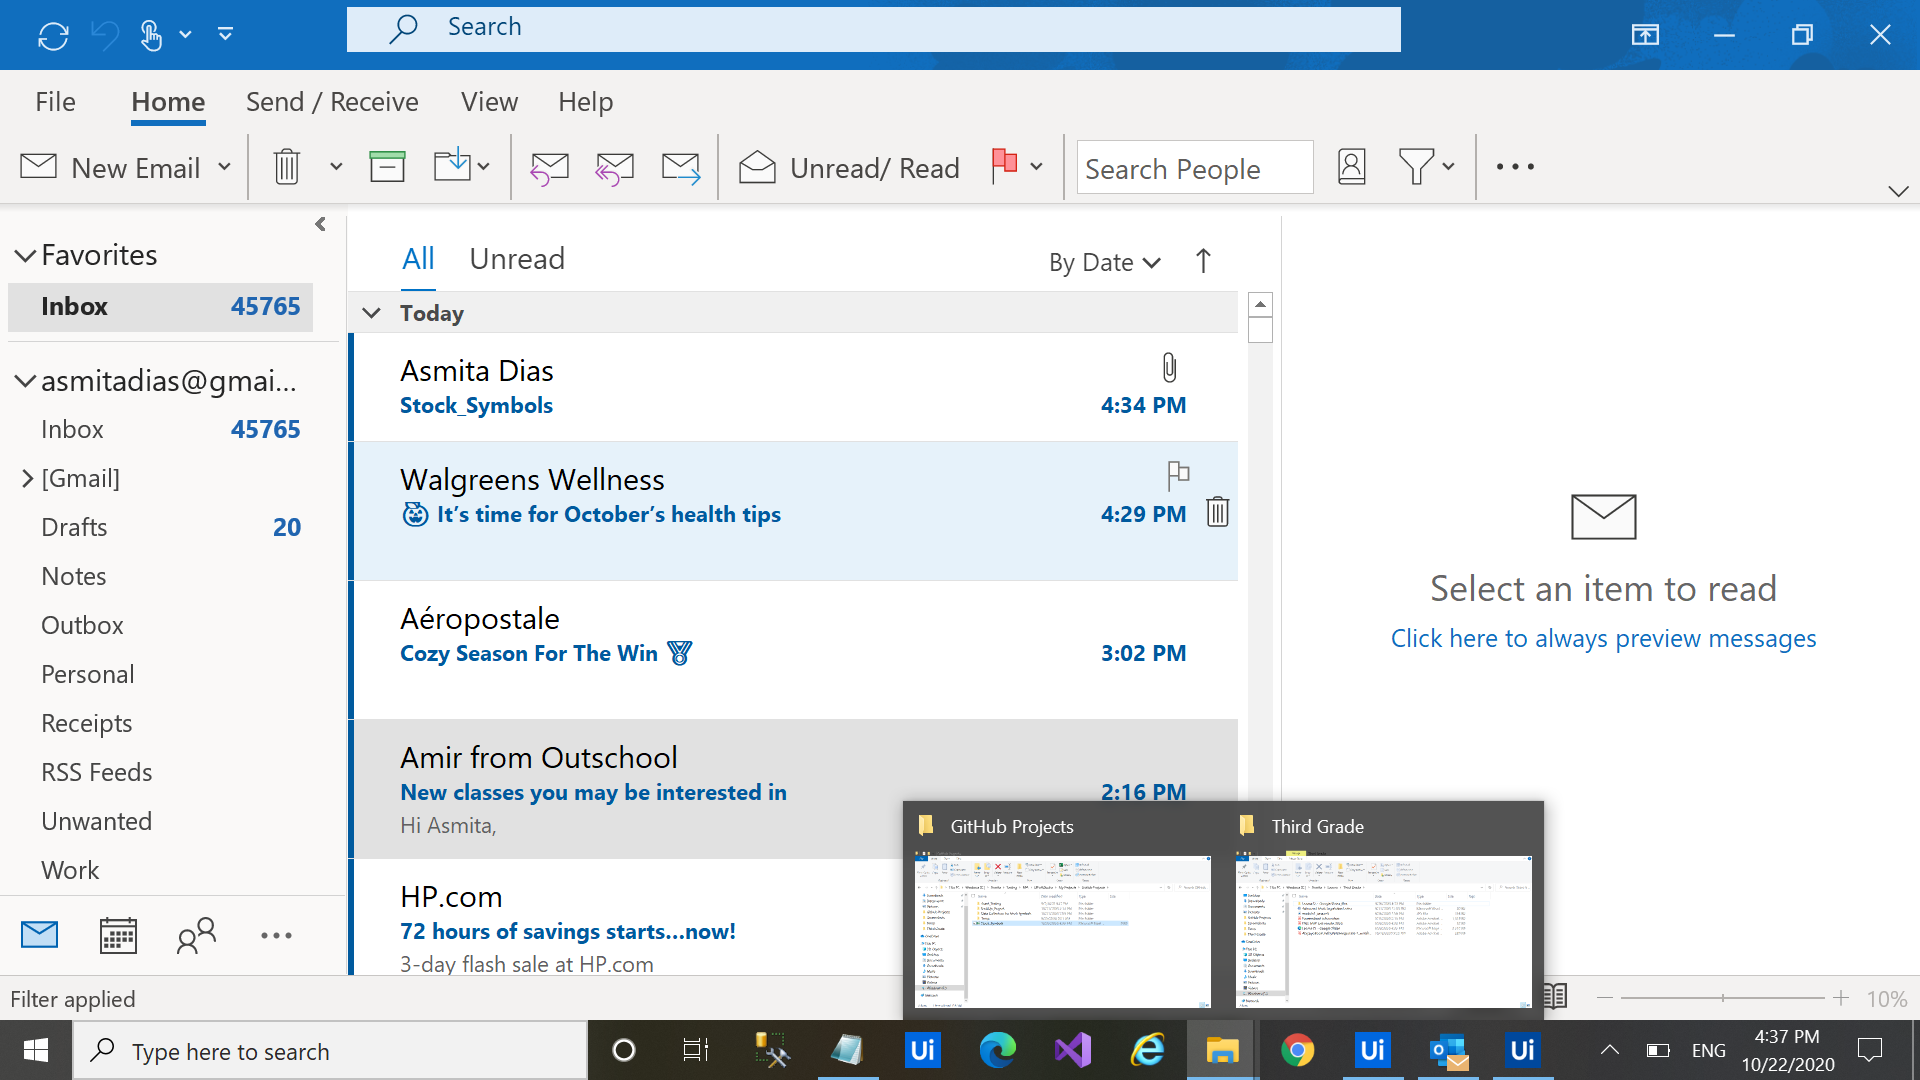 Search
File
Home
Send / Receive
View
Help
New Email
Unread/ Read
Search People
Favorites
Inbox 45765
asmitadias@gmai...
Inbox 45765
[Gmail]
Drafts 20
Notes
Outbox
Personal
Receipts
RSS Feeds
Unwanted
Work
All
Unread
By Date
Today
Asmita Dias
Stock_Symbols 4:34 PM
Walgreens Wellness
It’s time for October’s health tips 4:29 PM
Aéropostale
Cozy Season For The Win 3:02 PM
Amir from Outschool
New classes you may be interested in 2:16 PM
Hi Asmita,
HP.com
72 hours of savings starts...now!
3-day flash sale at HP.com
Select an item to read
Click here to always preview messages
GitHub Projects
Third Grade
Filter applied
10%
Type here to search
Ui
Ui
Ui
ENG
4:37 PM
10/22/2020